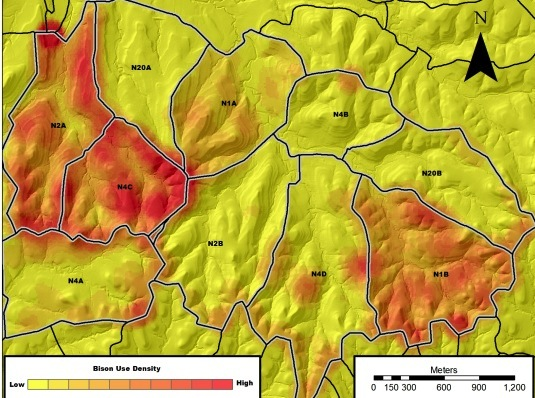 N
N20A
N1A
N4B
N2A
N20B
N4C
N2B
N4D
N1B
N4A
Bison Use Density
Low High
Meters
0 150 300 600 900 1,200